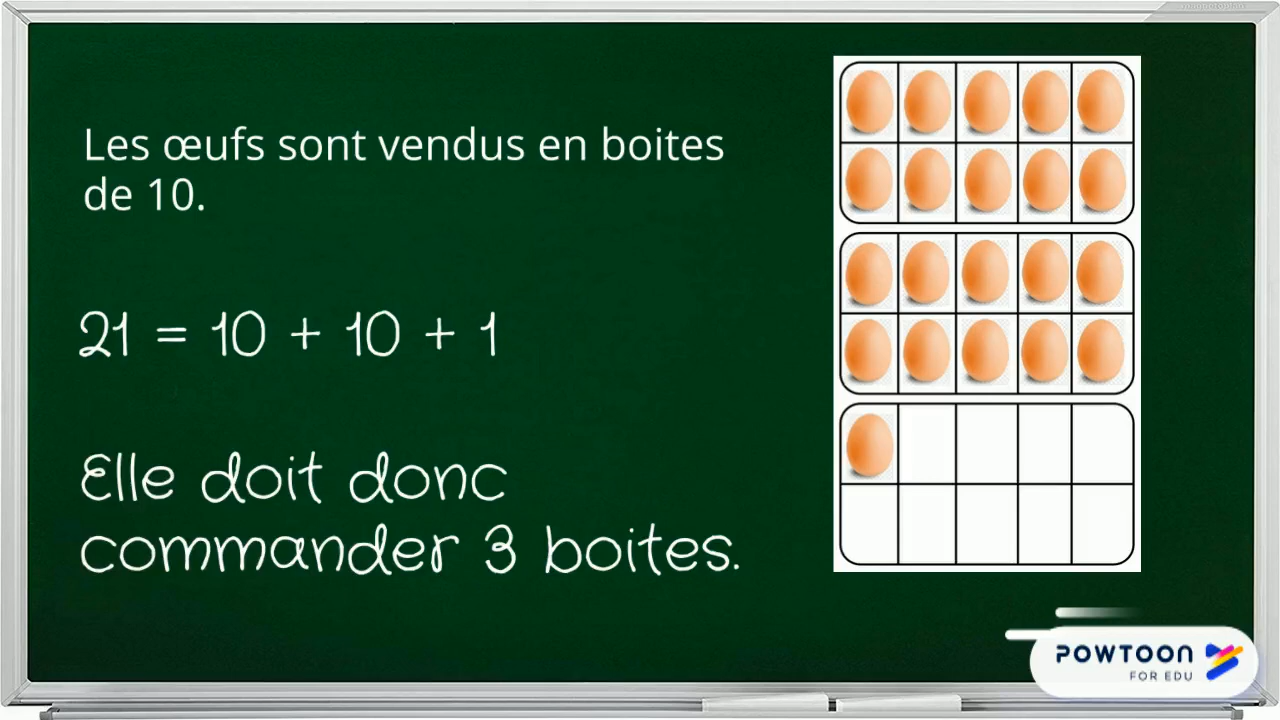 Les œufs sont vendus en boites
de 10.
21 = 10 + 10 + 1
Elle doit donc
commander 3 boites.
POWTOON
FOR EDU